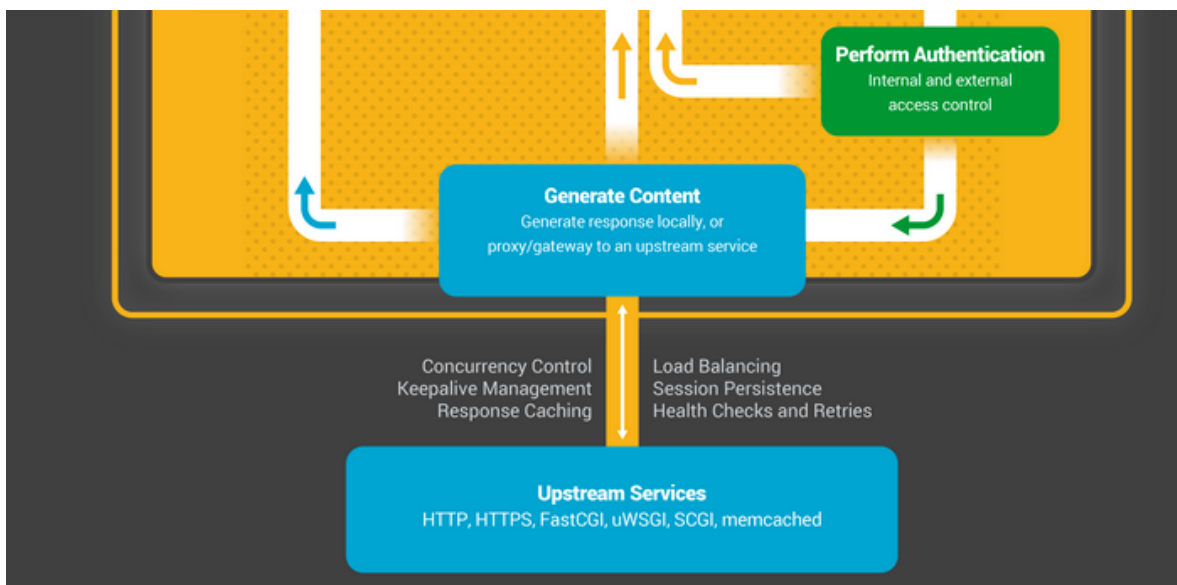 Perform Authentication
Internal and external
access control
Generate Content
Generate response locally, or
proxy/gateway to an upstream service
Concurrency Control
Keepalive Management
Response Caching
Load Balancing
Session Persistence
Health Checks and Retries
Upstream Services
HTTP, HTTPS, FastCGI, uWSGI, SCGI, memcached